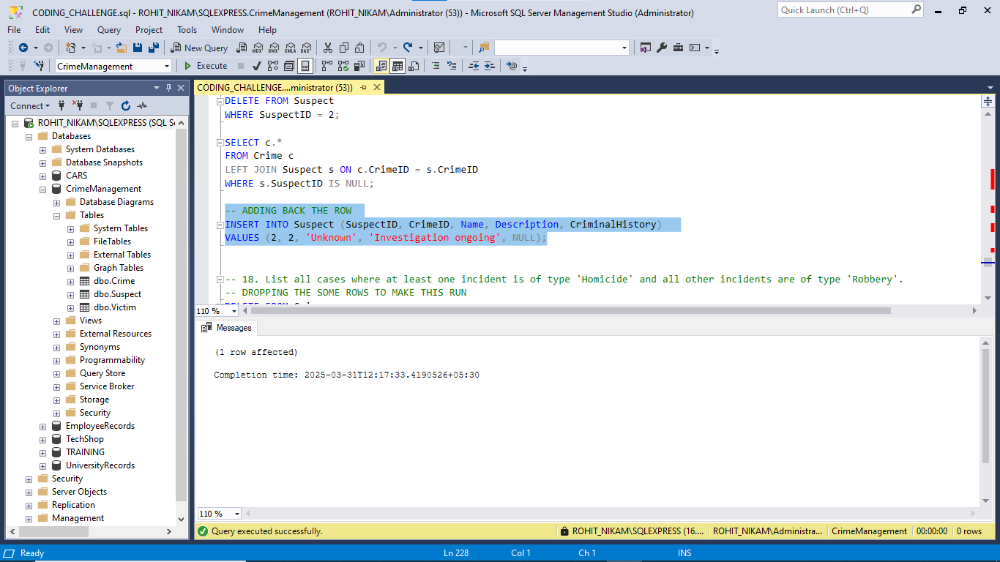 CODING_CHALLENGE.sql - ROHIT_NIKAM\SQLEXPRESS.CrimeManagement (ROHIT_NIKAM\Administrator (53)) - Microsoft SQL Server Management Studio (Administrator)
Quick Launch (Ctrl+Q)
File Edit View Query Project Tools Window Help
New Query MDX DMX XMLA DAX
CrimeManagement Execute
Object Explorer
Connect
ROHIT_NIKAM\SQLEXPRESS (SQL S
Databases
System Databases
Database Snapshots
CARS
CrimeManagement
Database Diagrams
Tables
System Tables
FileTables
External Tables
Graph Tables
dbo.Crime
dbo.Suspect
dbo.Victim
Views
External Resources
Synonyms
Programmability
Query Store
Service Broker
Storage
Security
EmployeeRecords
TechShop
TRAINING
UniversityRecords
Security
Server Objects
Replication
Management
CODING_CHALLENGE....ministrator (53))
DELETE FROM Suspect
WHERE SuspectID = 2;
SELECT c.*
FROM Crime c
LEFT JOIN Suspect s ON c.CrimeID = s.CrimeID
WHERE s.SuspectID IS NULL;
-- ADDING BACK THE ROW
INSERT INTO Suspect (SuspectID, CrimeID, Name, Description, CriminalHistory)
VALUES (2, 2, 'Unknown', 'Investigation ongoing', NULL);
-- 18. List all cases where at least one incident is of type 'Homicide' and all other incidents are of type 'Robbery'.
-- DROPPING THE SOME ROWS TO MAKE THIS RUN
110 %
Messages
(1 row affected)
Completion time: 2025-03-31T12:17:33.4190526+05:30
110 %
Query executed successfully. ROHIT_NIKAM\SQLEXPRESS (16.... ROHIT_NIKAM\Administra... CrimeManagement 00:00:00 0 rows
Ready Ln 228 Col 1 Ch 1 INS